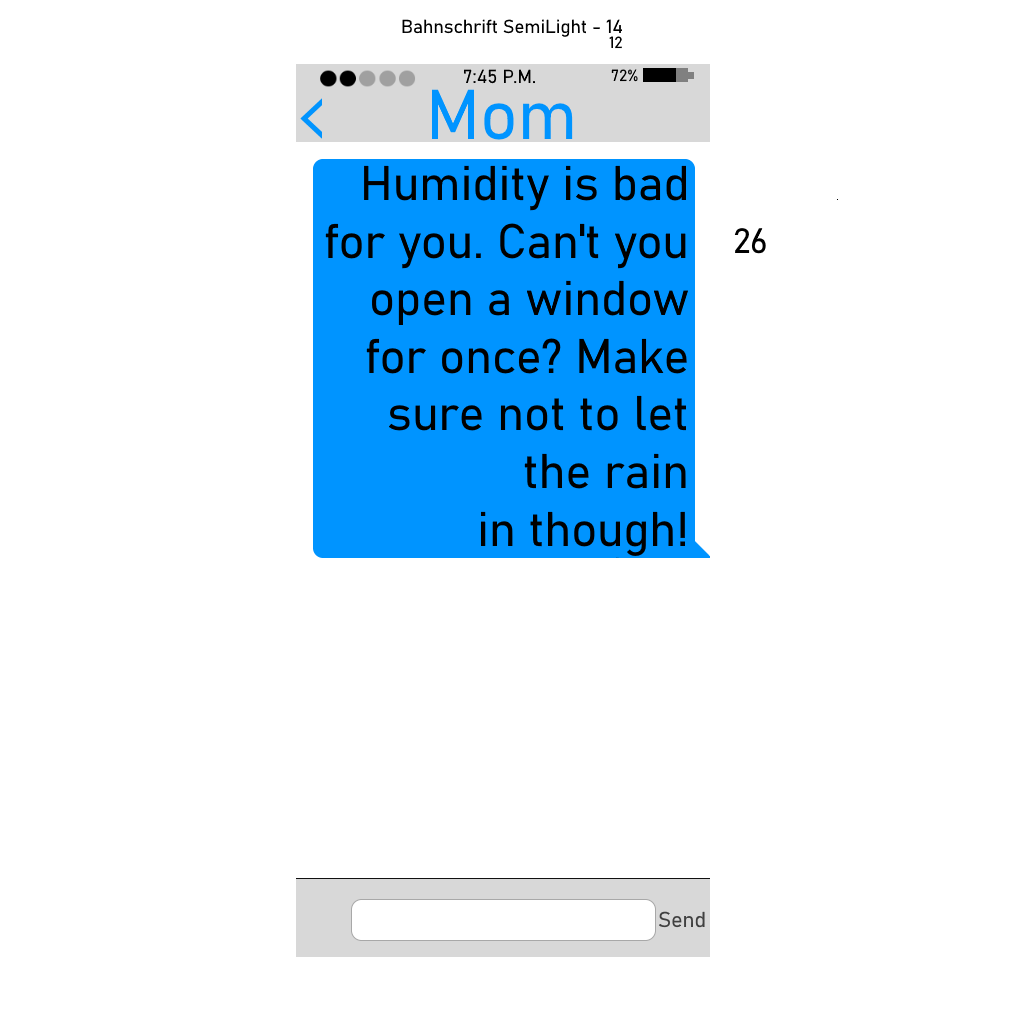 Bahnschrift SemiLight - 14
12
7:45 P.M.
72%
Mom
Humidity is bad
for you. Can't you
open a window
for once? Make
sure not to let
the rain
in though!
26
Send